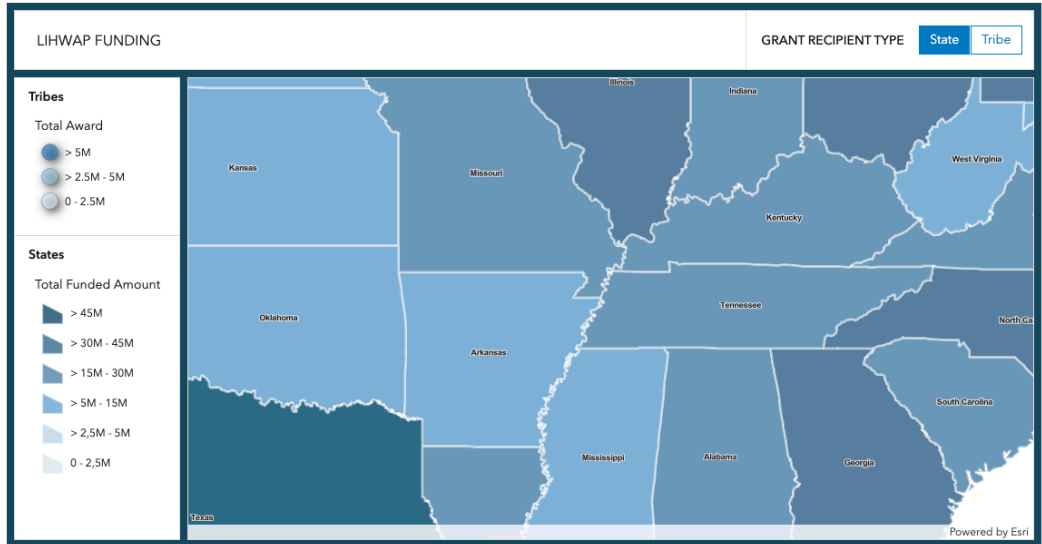 LIHWAP FUNDING
GRANT RECIPIENT TYPE
State
Tribe
Tribes
Total Award
> 5M
> 2.5M - 5M
0 - 2.5M
States
Total Funded Amount
> 45M
> 30M - 45M
> 15M - 30M
> 5M - 15M
> 2,5M - 5M
0 - 2,5M
Illinois
Indiana
West Virginia
Kansas
Missouri
Kentucky
Tennessee
Oklahoma
North Ca
Arkansas
South Carolina
Mississippi
Alabama
Georgia
Texas
Powered by Esri